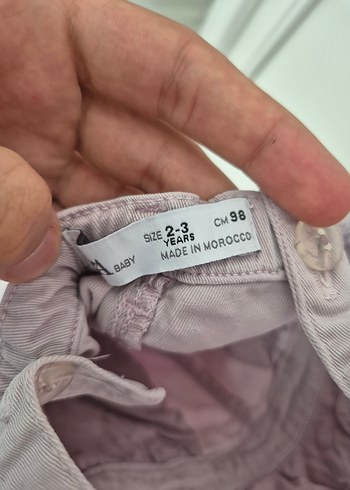 BABY
SIZE 2-3 YEARS CM 98
MADE IN MOROCCO